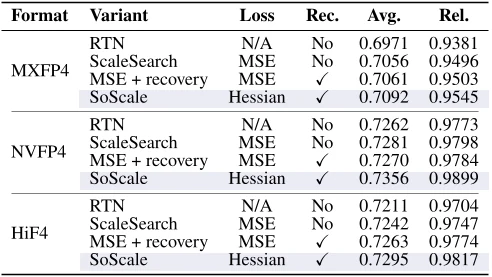 Format Variant Loss Rec. Avg. Rel.
RTN N/A No 0.6971 0.9381
ScaleSearch MSE No 0.7056 0.9496
MXFP4
MSE + recovery MSE ✓ 0.7061 0.9503
SoScale Hessian ✓ 0.7092 0.9545
RTN N/A No 0.7262 0.9773
ScaleSearch MSE No 0.7281 0.9798
NVFP4
MSE + recovery MSE ✓ 0.7270 0.9784
SoScale Hessian ✓ 0.7356 0.9899
RTN N/A No 0.7211 0.9704
ScaleSearch MSE No 0.7242 0.9747
HiF4
MSE + recovery MSE ✓ 0.7263 0.9774
SoScale Hessian ✓ 0.7295 0.9817